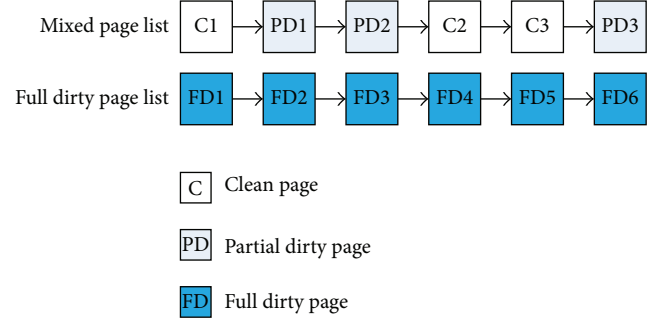 Mixed page list C1 PD1 PD2 C2 C3 PD3
Full dirty page list FD1 FD2 FD3 FD4 FD5 FD6
C Clean page
PD Partial dirty page
FD Full dirty page